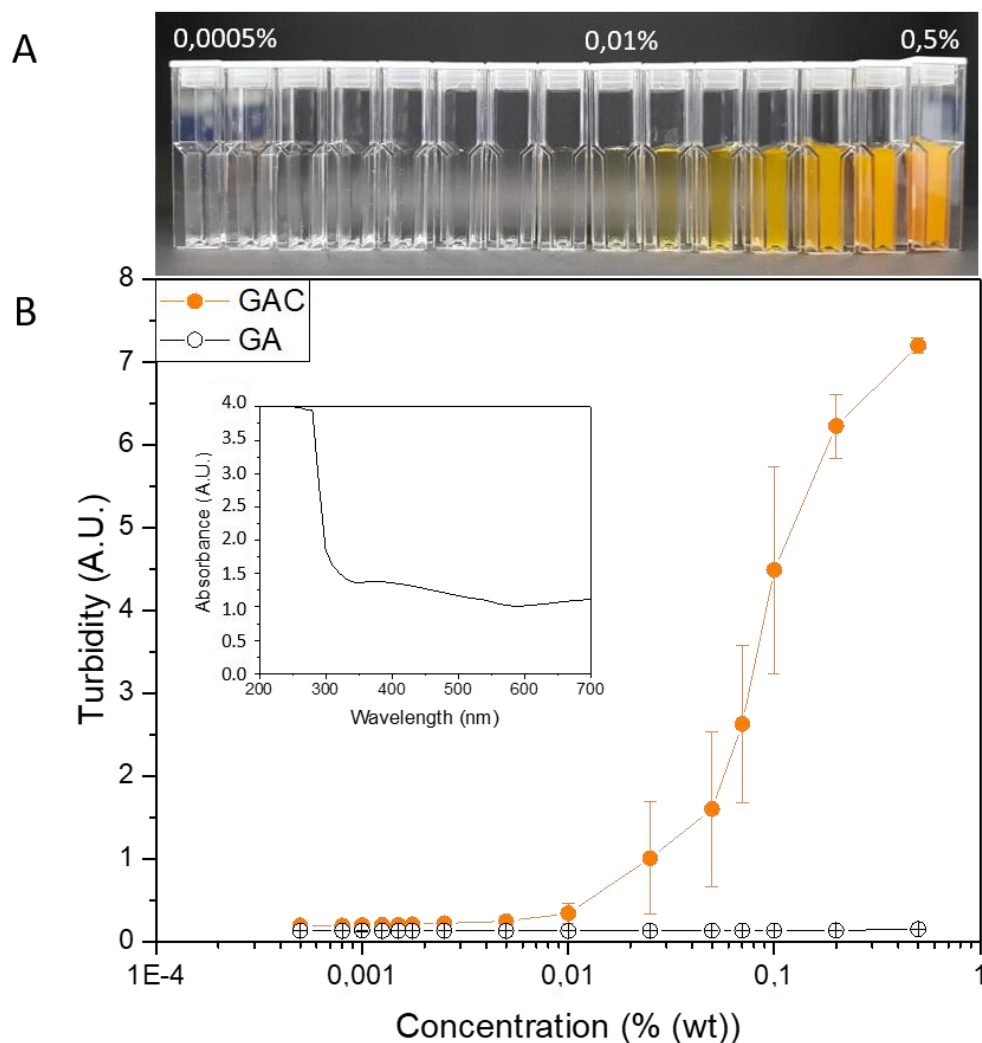 A
0,0005%
0,01%
0,5%
B
GAC
GA
8
7
6
5
4
3
2
1
0
Turbidity (A.U.)
4.0
3.5
3.0
2.5
2.0
1.5
1.0
0.5
0.0
Absorbance (A.U.)
200 300 400 500 600 700
Wavelength (nm)
1E-4 0,001 0,01 0,1 1
Concentration (% (wt))